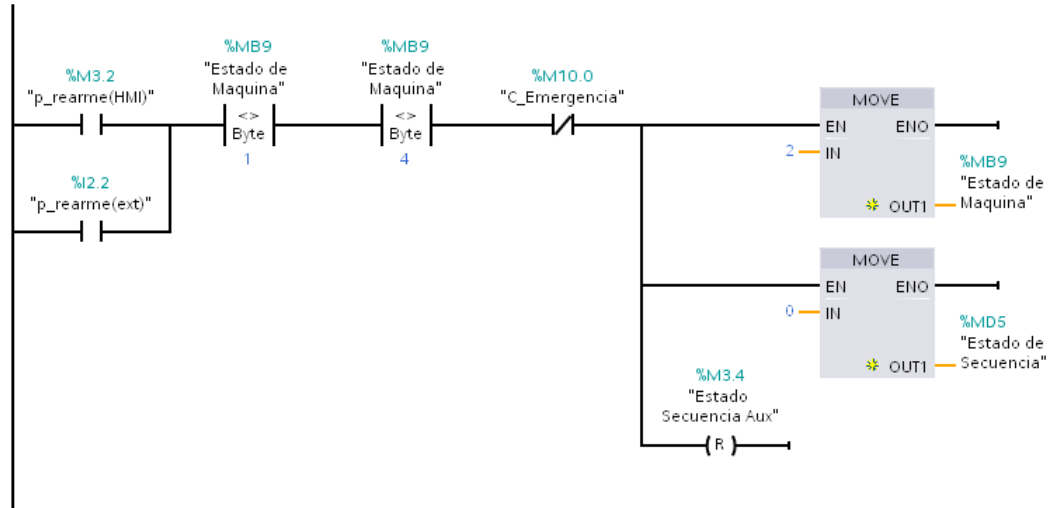 %M3.2
"p_rearme(HMI)"
%MB9
"Estado de
Maquina"
<>
Byte
1
%MB9
"Estado de
Maquina"
<>
Byte
4
%M10.0
"C_Emergencia"
MOVE
EN ENO
2 IN
OUT1
%MB9
"Estado de
Maquina"
%I2.2
"p_rearme(ext)"
MOVE
EN ENO
0 IN
OUT1
%MD5
"Estado de
Secuencia"
%M3.4
"Estado
Secuencia Aux"
R